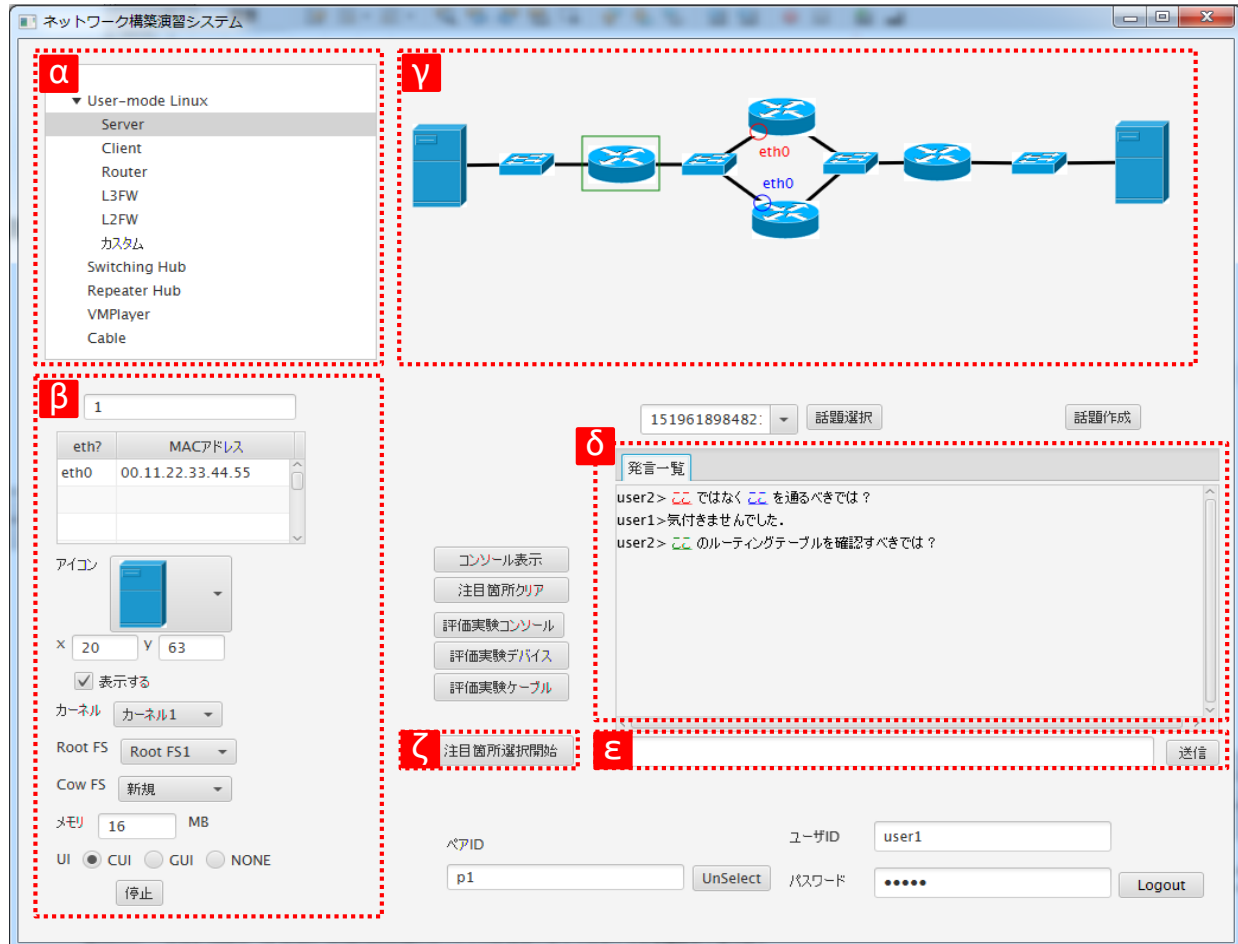 ネットワーク構築演習システム
α
▼ User-mode Linux
Server
Client
Router
L3FW
L2FW
カスタム
Switching Hub
Repeater Hub
VMPlayer
Cable
γ
eth0
eth0
β
1
eth? MACアドレス
eth0 00.11.22.33.44.55
アイコン
x 20 y 63
表示する
カーネル カーネル1
Root FS Root FS1
Cow FS 新規
メモリ 16 MB
UI CUI GUI NONE
停止
151961898482: 話題選択 話題作成
δ
発言一覧
user2> ここ ではなく ここ を通るべきでは？
user1>気付きませんでした.
user2> ここ のルーティングテーブルを確認すべきでは？
コンソール表示
注目箇所クリア
評価実験コンソール
評価実験デバイス
評価実験ケーブル
ζ 注目箇所選択開始
ε 送信
ペアID
p1 UnSelect
ユーザID user1
パスワード ●●●●● Logout